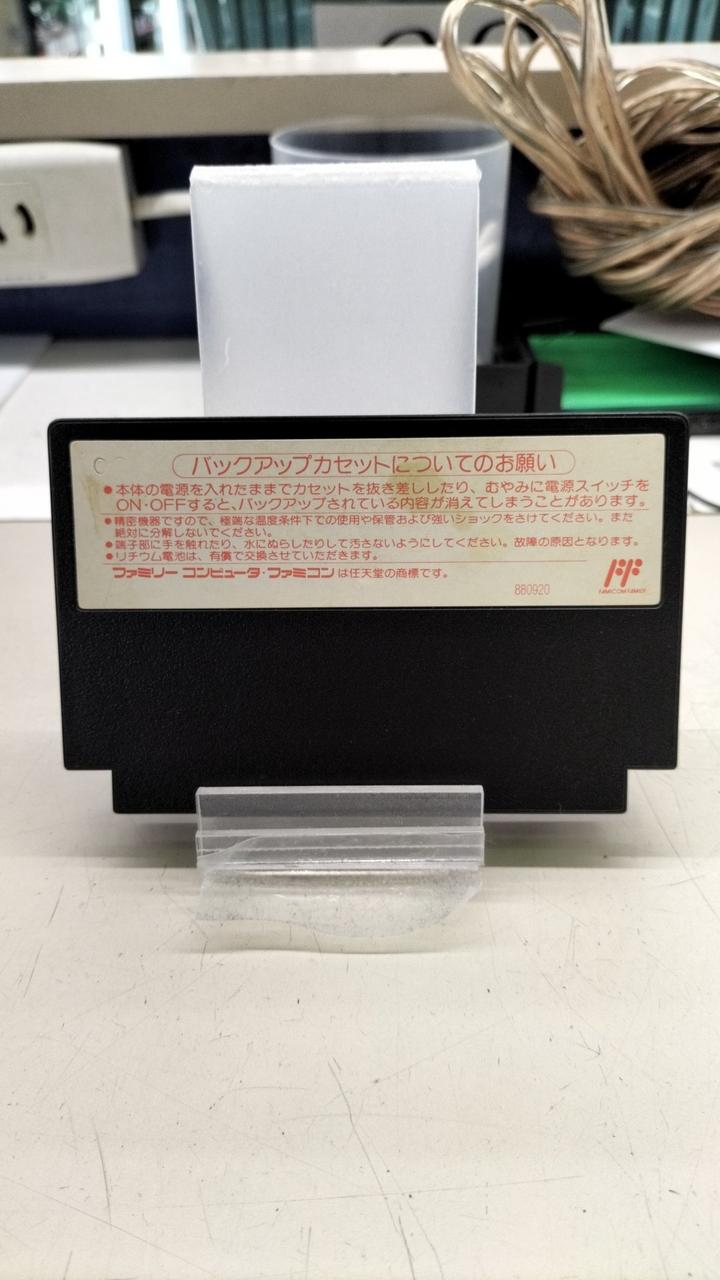 バックアップカセットについてのお願い
●本体の電源を入れたままでカセットを抜き差ししたり、むやみに電源スイッチを
ON・OFFすると、バックアップされている内容が消えてしまうことがあります。
●精密機器ですので、極端な温度条件下での使用や保管および強いショックをさけてください。また
絶対に分解しないでください。
●端子部に手を触れたり、水にぬらしたりして汚さないようにしてください。故障の原因となります。
●リチウム電池は、有償で交換させていただきます。
ファミリー コンピュータ・ファミコンは任天堂の商標です。
880920
FAMICOM FAMILY